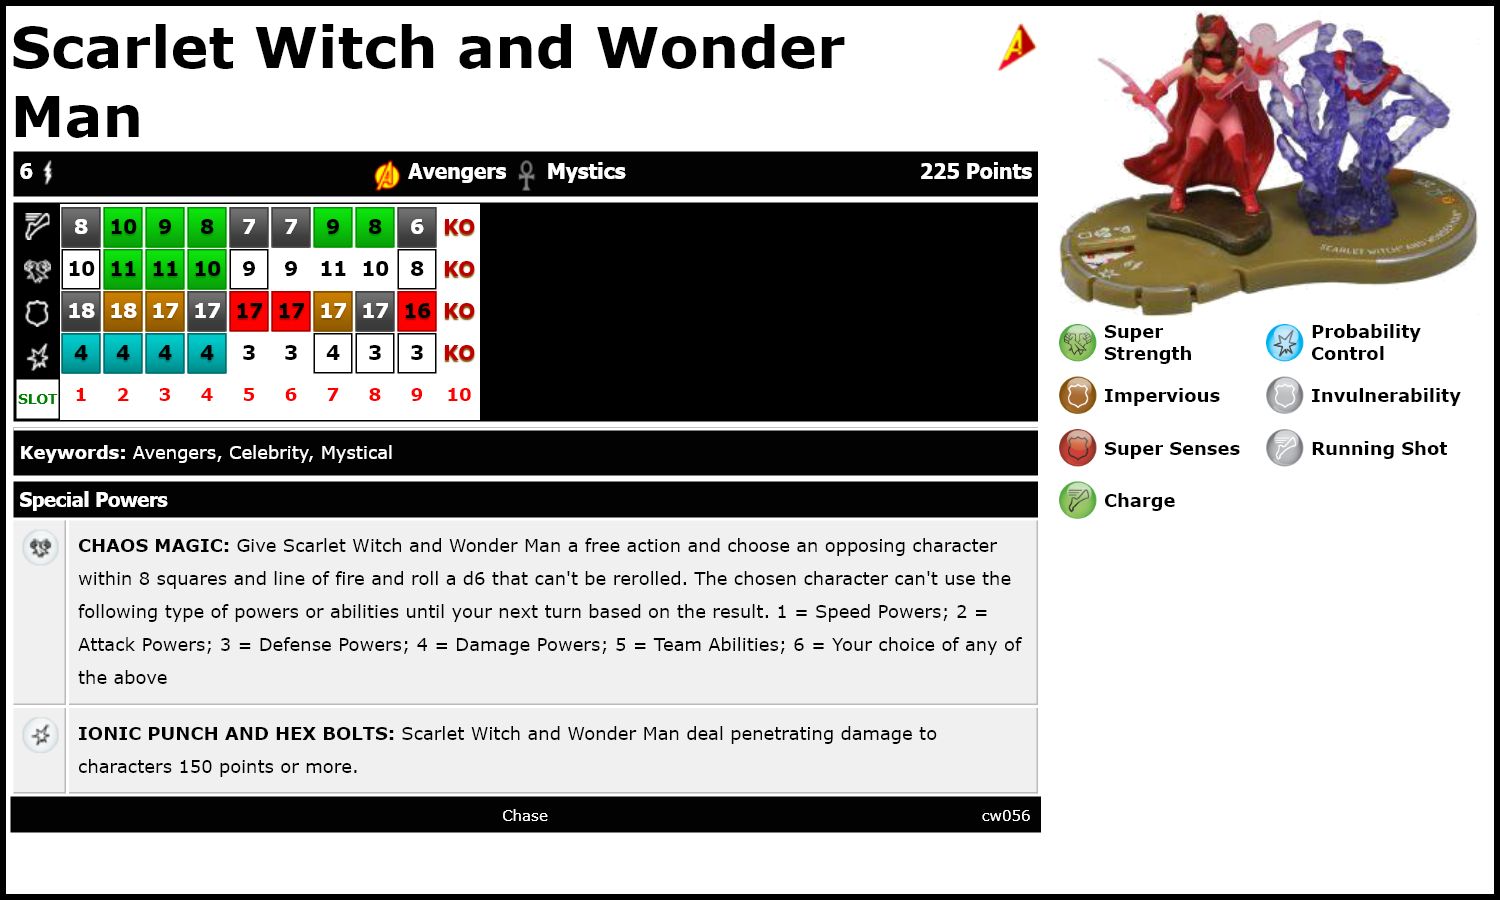 Scarlet Witch and Wonder
Man
6 Avengers Mystics 225 Points
8 10 9 8 7 7 9 8 6 KO
10 11 11 10 9 9 11 10 8 KO
18 18 17 17 17 17 17 17 16 KO
4 4 4 4 3 3 4 3 3 KO
SLOT 1 2 3 4 5 6 7 8 9 10
Keywords: Avengers, Celebrity, Mystical
Special Powers
CHAOS MAGIC: Give Scarlet Witch and Wonder Man a free action and choose an opposing character
within 8 squares and line of fire and roll a d6 that can't be rerolled. The chosen character can't use the
following type of powers or abilities until your next turn based on the result. 1 = Speed Powers; 2 =
Attack Powers; 3 = Defense Powers; 4 = Damage Powers; 5 = Team Abilities; 6 = Your choice of any of
the above
IONIC PUNCH AND HEX BOLTS: Scarlet Witch and Wonder Man deal penetrating damage to
characters 150 points or more.
Chase cw056
SCARLET WITCH AND WONDER MAN
Super
Strength
Probability
Control
Impervious
Invulnerability
Super Senses
Running Shot
Charge